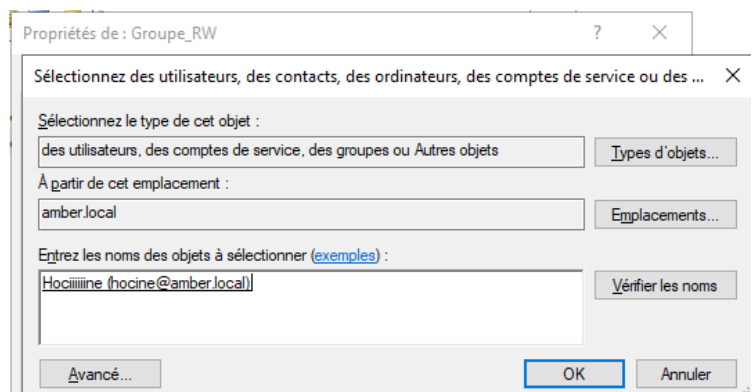 Propriétés de : Groupe_RW ? ×
Sélectionnez des utilisateurs, des contacts, des ordinateurs, des comptes de service ou des ... ×
Sélectionnez le type de cet objet :
des utilisateurs, des comptes de service, des groupes ou Autres objets
Types d'objets...
À partir de cet emplacement :
amber.local
Emplacements...
Entrez les noms des objets à sélectionner (exemples) :
Hociiiiiine (hocine@amber.local)
Vérifier les noms
Avancé...
OK
Annuler